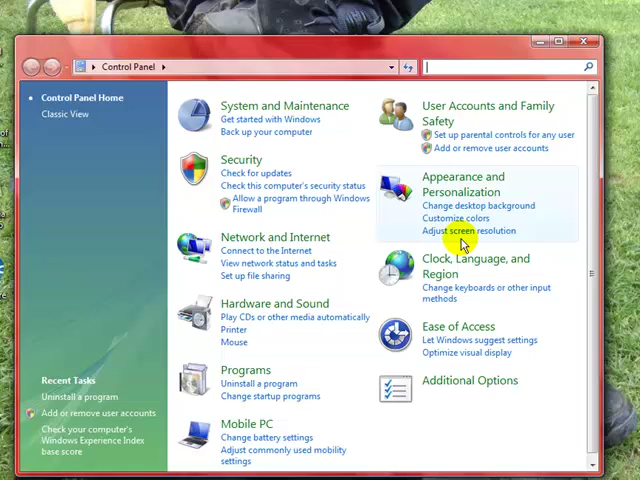 Control Panel
Control Panel Home
Classic View
System and Maintenance
Get started with Windows
Back up your computer
Security
Check for updates
Check this computer's security status
Allow a program through Windows
Firewall
Network and Internet
Connect to the Internet
View network status and tasks
Set up file sharing
Hardware and Sound
Play CDs or other media automatically
Printer
Mouse
Programs
Uninstall a program
Change startup programs
Mobile PC
Change battery settings
Adjust commonly used mobility
settings
User Accounts and Family
Safety
Set up parental controls for any user
Add or remove user accounts
Appearance and
Personalization
Change desktop background
Customize colors
Adjust screen resolution
Clock, Language, and
Region
Change keyboards or other input
methods
Ease of Access
Let Windows suggest settings
Optimize visual display
Additional Options
Recent Tasks
Uninstall a program
Add or remove user accounts
Check your computer's
Windows Experience Index
base score